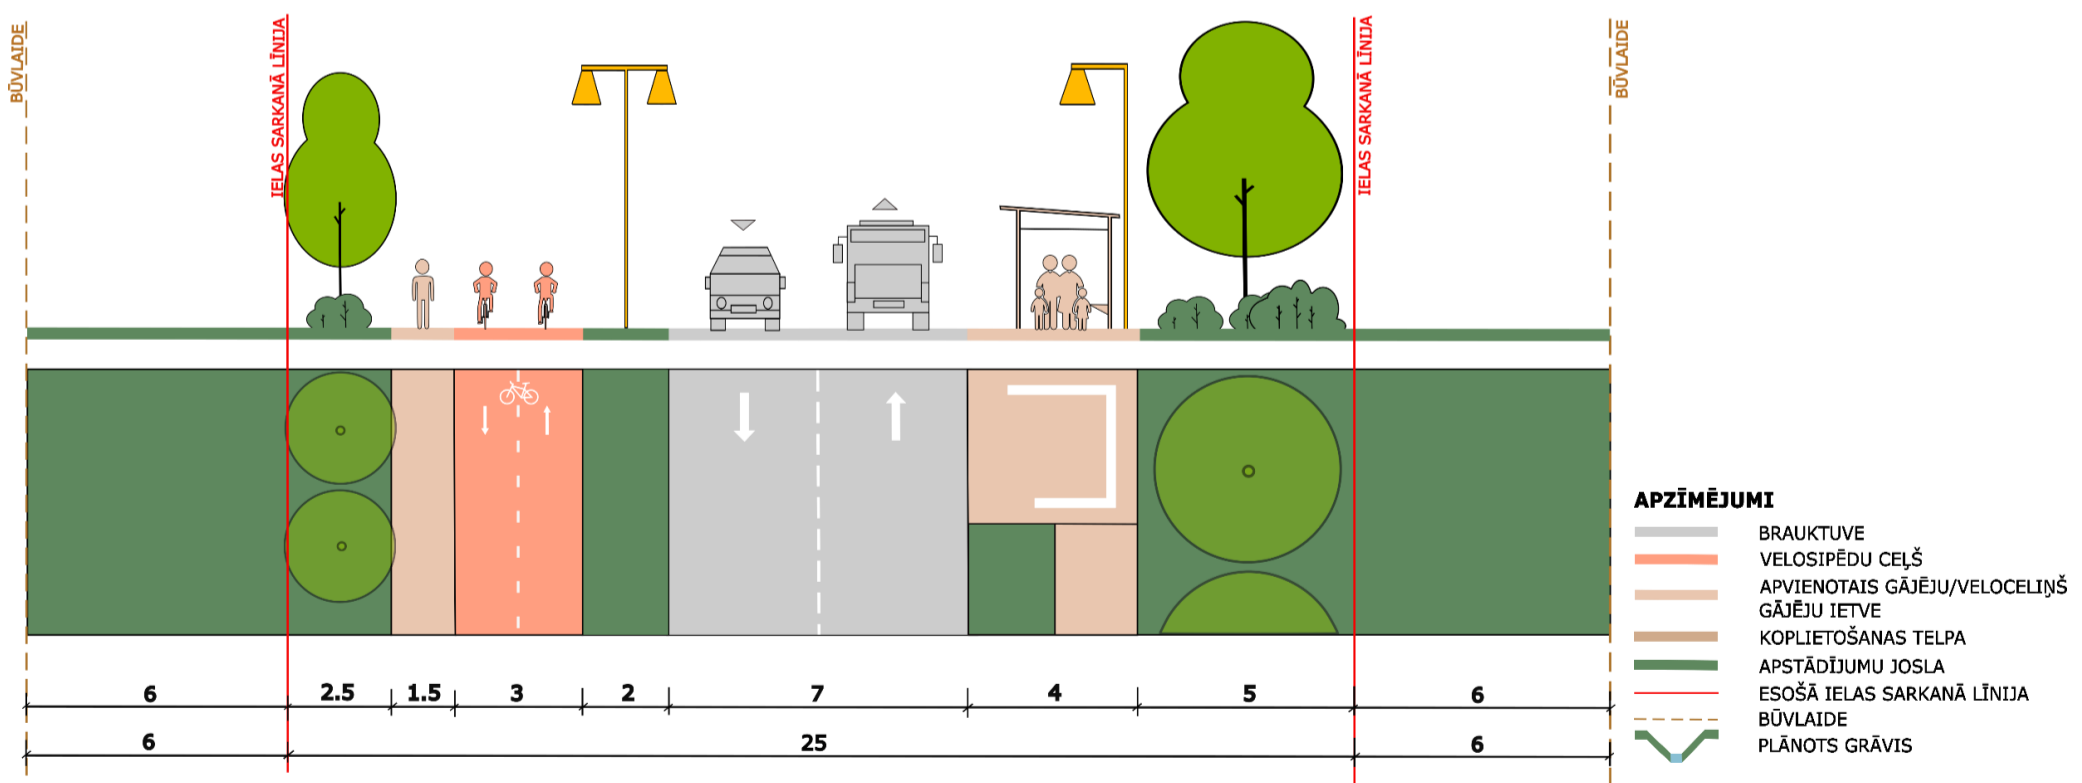 BŪVLAIDE
IELAS SARKANĀ LĪNIJA
IELAS SARKANĀ LĪNIJA
BŪVLAIDE
APZĪMĒJUMI
BRAUKTUVE
VELOSIPĒDU CEĻŠ
APVIENOTAIS GĀJĒJU/VELOCELIŅŠ
GĀJĒJU IETVE
KOPLIETOŠANAS TELPA
APSTĀDĪJUMU JOSLA
ESOŠĀ IELAS SARKANĀ LĪNIJA
BŪVLAIDE
PLĀNOTS GRĀVIS
6 2.5 1.5 3 2 7 4 5 6
6 25 6